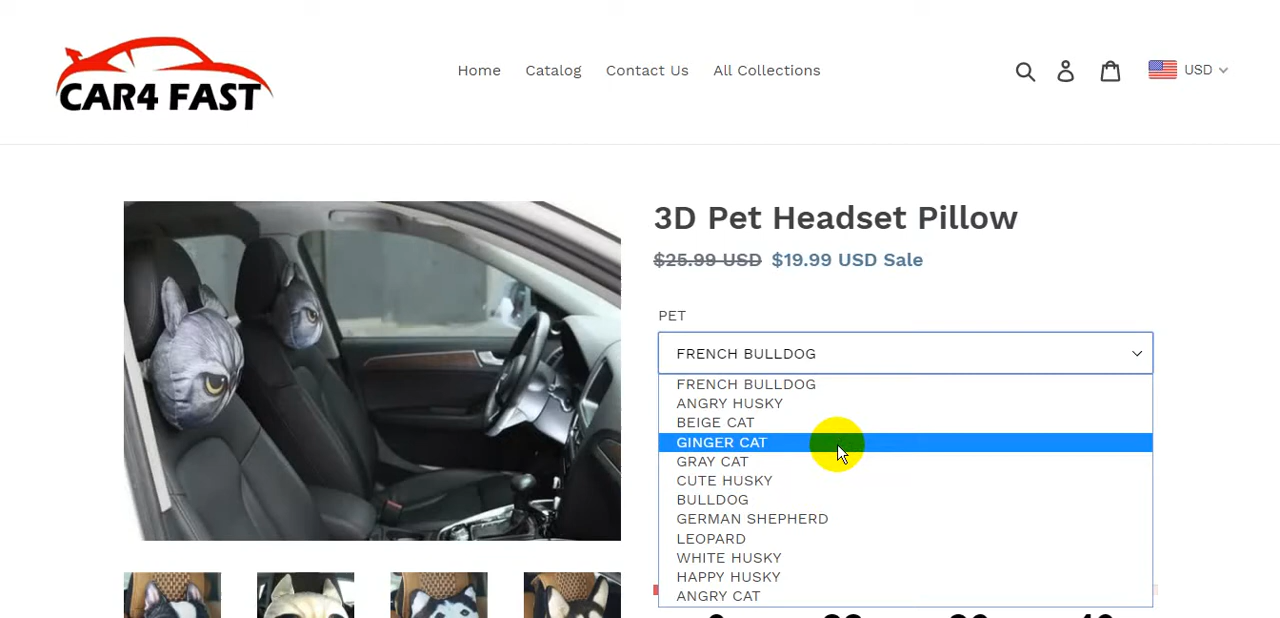 CAR4 FAST
Home Catalog Contact Us All Collections
USD
3D Pet Headset Pillow
$25.99 USD $19.99 USD Sale
PET
FRENCH BULLDOG
FRENCH BULLDOG
ANGRY HUSKY
BEIGE CAT
GINGER CAT
GRAY CAT
CUTE HUSKY
BULLDOG
GERMAN SHEPHERD
LEOPARD
WHITE HUSKY
HAPPY HUSKY
ANGRY CAT